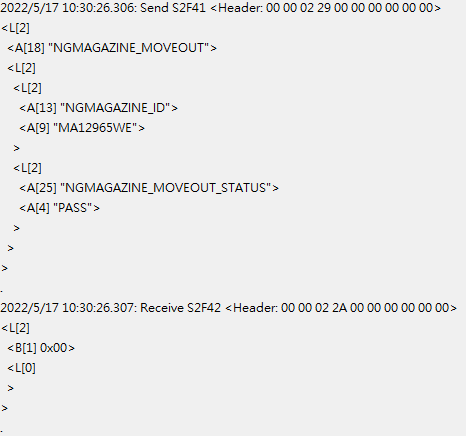 2022/5/17 10:30:26.306: Send S2F41 <Header: 00 00 02 29 00 00 00 00 00 00>
<L[2]
<A[18] "NGMAGAZINE_MOVEOUT">
<L[2]
<L[2]
<A[13] "NGMAGAZINE_ID">
<A[9] "MA12965WE">
>
<L[2]
<A[25] "NGMAGAZINE_MOVEOUT_STATUS">
<A[4] "PASS">
>
>
>
.
2022/5/17 10:30:26.307: Receive S2F42 <Header: 00 00 02 2A 00 00 00 00 00 00>
<L[2]
<B[1] 0x00>
<L[0]
>
>
.